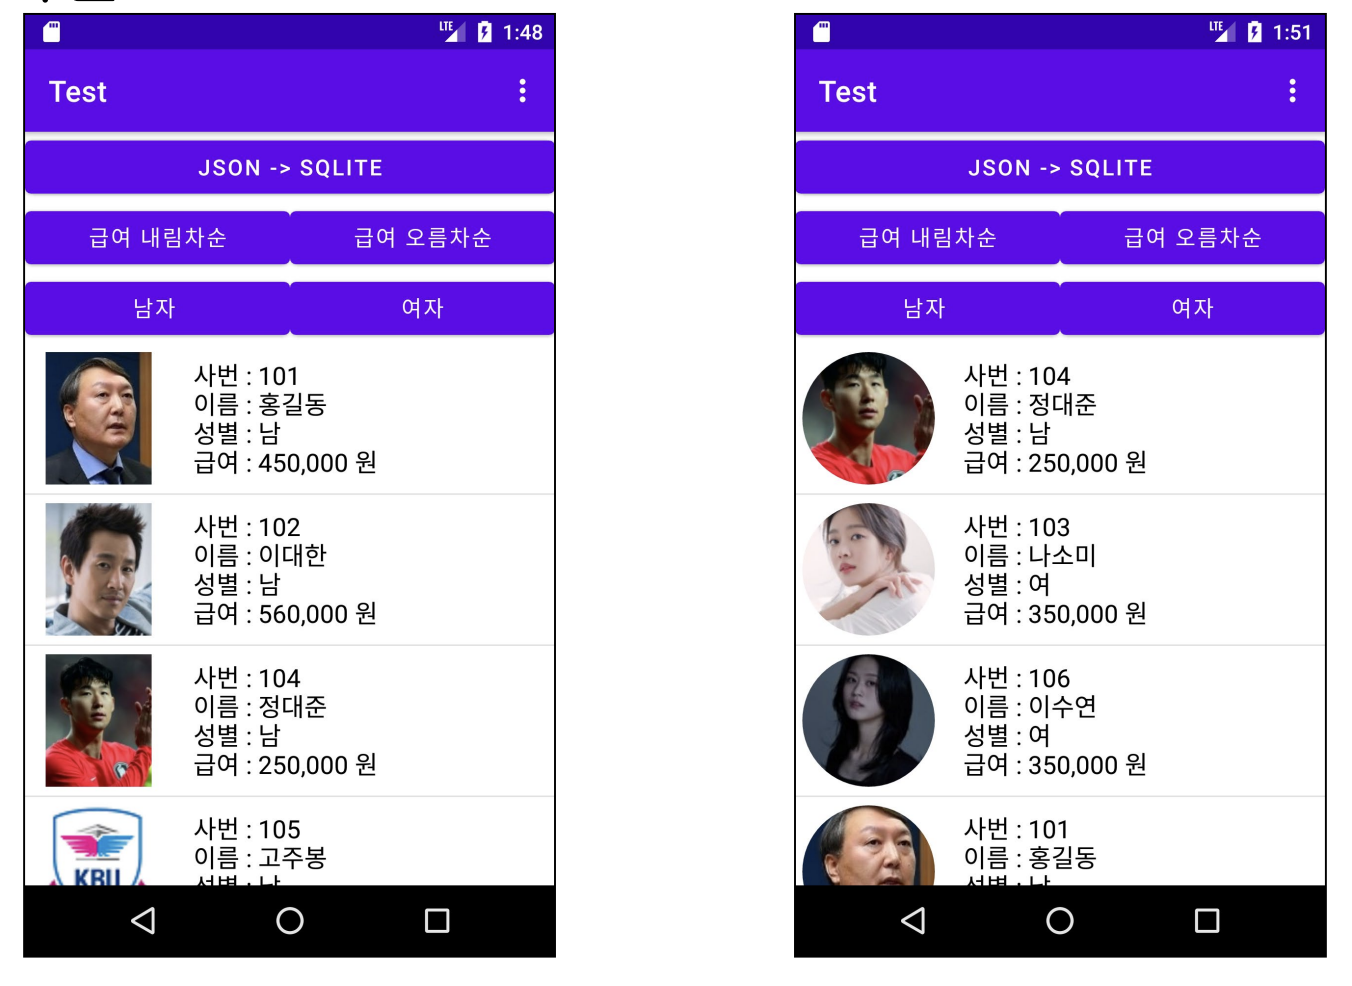 LTE 1:48
Test
JSON -> SQLITE
급여 내림차순 급여 오름차순
남자 여자
사번 : 101
이름 : 홍길동
성별 : 남
급여 : 450,000 원
사번 : 102
이름 : 이대한
성별 : 남
급여 : 560,000 원
사번 : 104
이름 : 정대준
성별 : 남
급여 : 250,000 원
KBU
사번 : 105
이름 : 고주봉
성별 : 남
LTE 1:51
Test
JSON -> SQLITE
급여 내림차순 급여 오름차순
남자 여자
사번 : 104
이름 : 정대준
성별 : 남
급여 : 250,000 원
사번 : 103
이름 : 나소미
성별 : 여
급여 : 350,000 원
사번 : 106
이름 : 이수연
성별 : 여
급여 : 350,000 원
사번 : 101
이름 : 홍길동
성별 : 남